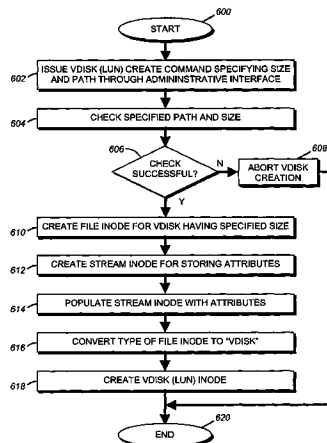 600
START
602
ISSUE VDISK (LUN) CREATE COMMAND SPECIFYING SIZE
AND PATH THROUGH ADMININSTRATIVE INTERFACE
604
CHECK SPECIFIED PATH AND SIZE
606
CHECK
SUCCESSFUL?
N
608
ABORT VDISK
CREATION
Y
610
CREATE FILE INODE FOR VDISK HAVING SPECIFIED SIZE
612
CREATE STREAM INODE FOR STORING ATTRIBUTES
614
POPULATE STREAM INODE WITH ATTRIBUTES
616
CONVERT TYPE OF FILE INODE TO "VDISK"
618
CREATE VDISK (LUN) INODE
620
END